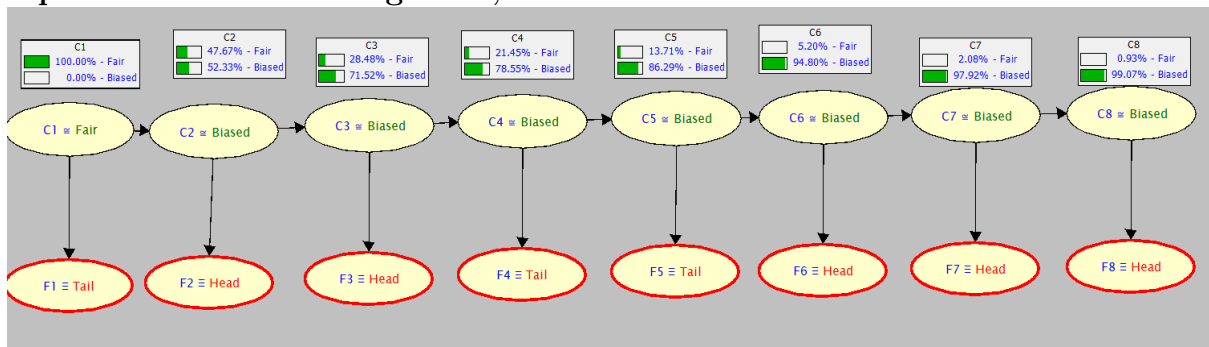 C1
100.00% - Fair
0.00% - Biased
C2
47.67% - Fair
52.33% - Biased
C3
28.48% - Fair
71.52% - Biased
C4
21.45% - Fair
78.55% - Biased
C5
13.71% - Fair
86.29% - Biased
C6
5.20% - Fair
94.80% - Biased
C7
2.08% - Fair
97.92% - Biased
C8
0.93% - Fair
99.07% - Biased
C1 ≅ Fair
C2 ≅ Biased
C3 ≅ Biased
C4 ≅ Biased
C5 ≅ Biased
C6 ≅ Biased
C7 ≅ Biased
C8 ≅ Biased
F1 ≡ Tail
F2 ≡ Head
F3 ≡ Head
F4 ≡ Tail
F5 ≡ Tail
F6 ≡ Head
F7 ≡ Head
F8 ≡ Head